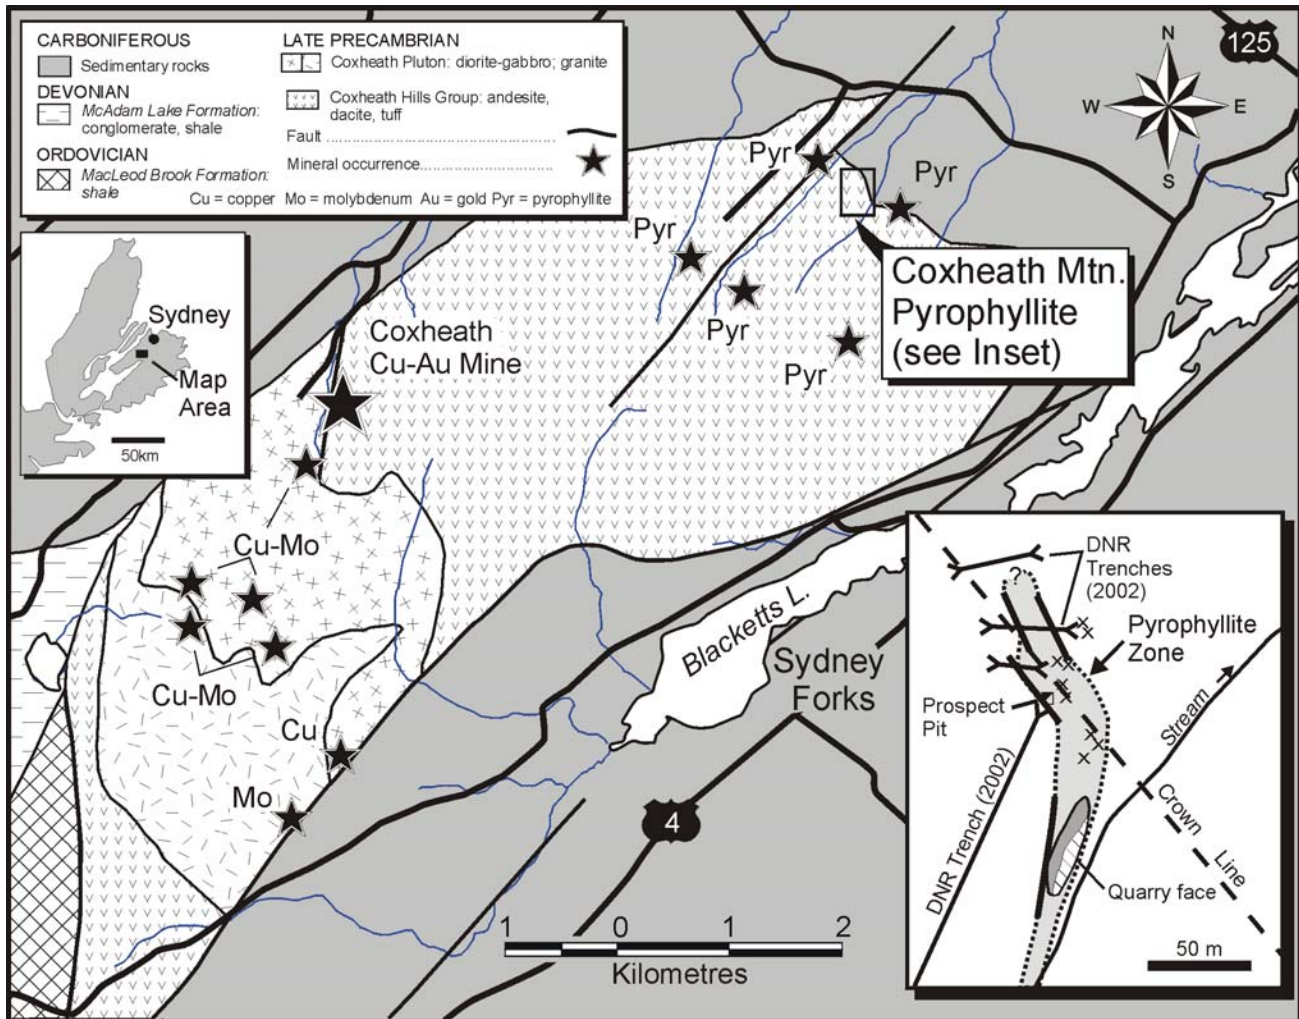 CARBONIFEROUS
Sedimentary rocks
DEVONIAN
McAdam Lake Formation:
conglomerate, shale
ORDOVICIAN
MacLeod Brook Formation:
shale
LATE PRECAMBRIAN
Coxheath Pluton: diorite-gabbro; granite
Coxheath Hills Group: andesite,
dacite, tuff
Fault
Mineral occurrence
Cu = copper Mo = molybdenum Au = gold Pyr = pyrophyllite
125
N
W E
S
Pyr
Pyr
Pyr
Pyr
Pyr
Coxheath Mtn.
Pyrophyllite
(see Inset)
Sydney
Map
Area
50km
Coxheath
Cu-Au Mine
Cu-Mo
Cu-Mo
Cu
Mo
Blacketts L.
Sydney
Forks
4
1 0 1 2
Kilometres
DNR
Trenches
(2002)
?
Pyrophyllite
Zone
Prospect
Pit
Stream
DNR Trench (2002)
Crown
Line
Quarry face
50 m